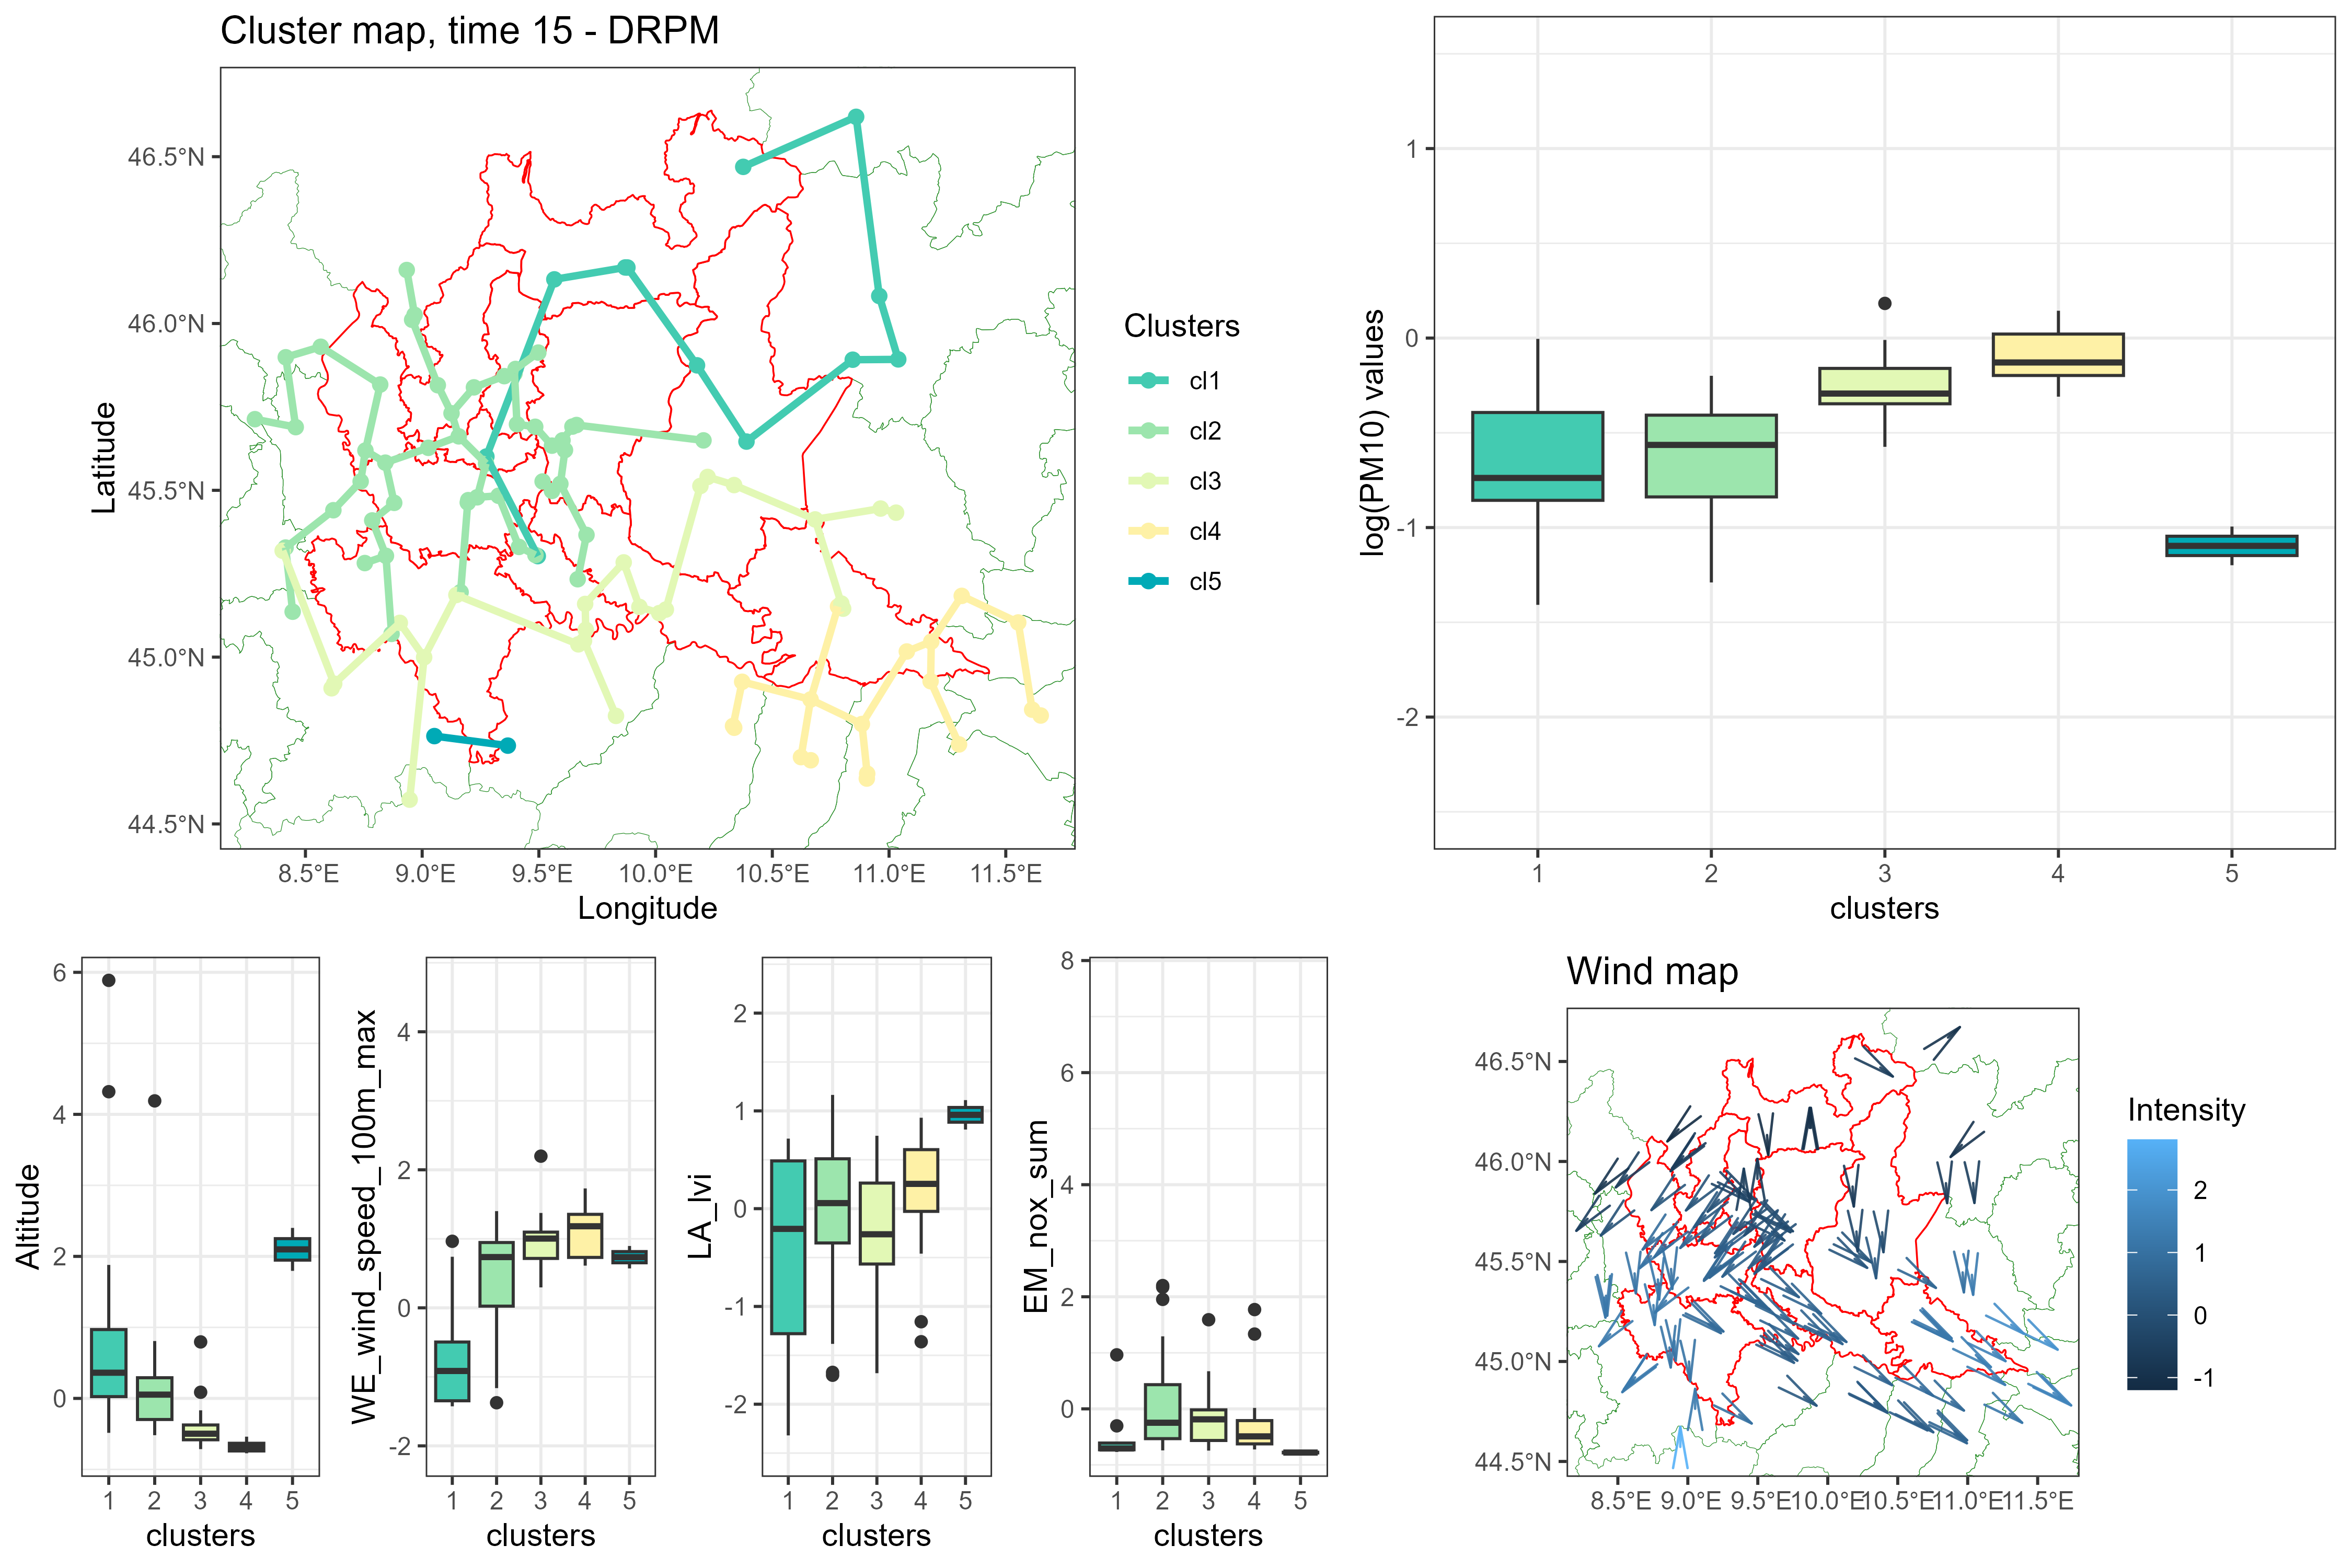 Cluster map, time 15 - DRPM
46.5°N
46.0°N
45.5°N
45.0°N
44.5°N
Latitude
8.5°E 9.0°E 9.5°E 10.0°E 10.5°E 11.0°E 11.5°E
Longitude
Clusters
cl1
cl2
cl3
cl4
cl5
log(PM10) values
1
0
-1
-2
1 2 3 4 5
clusters
Altitude
6
4
2
0
1 2 3 4 5
clusters
WE_wind_speed_100m_max
4
2
0
-2
1 2 3 4 5
clusters
LA_lvi
2
1
0
-1
-2
1 2 3 4 5
clusters
EM_nox_sum
8
6
4
2
0
1 2 3 4 5
clusters
Wind map
46.5°N
46.0°N
45.5°N
45.0°N
44.5°N
8.5°E 9.0°E 9.5°E 10.0°E 10.5°E 11.0°E 11.5°E
Intensity
2
1
0
-1